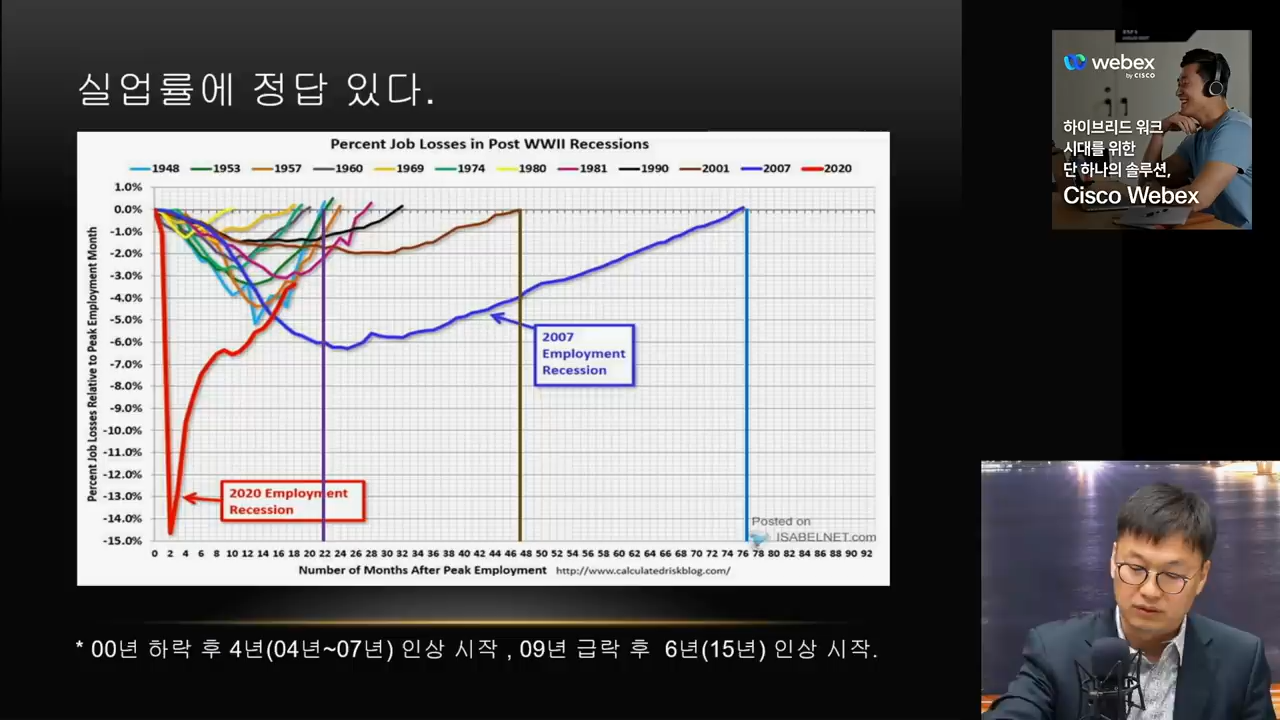 실업률에 정답 있다.
Percent Job Losses in Post WWII Recessions
1948 1953 1957 1960 1969 1974 1980 1981 1990 2001 2007 2020
Percent Job Losses Relative to Peak Employment Month
1.0%
0.0%
-1.0%
-2.0%
-3.0%
-4.0%
-5.0%
-6.0%
-7.0%
-8.0%
-9.0%
-10.0%
-11.0%
-12.0%
-13.0%
-14.0%
-15.0%
2007
Employment
Recession
2020 Employment
Recession
Posted on
ISABELNET.com
0 2 4 6 8 10 12 14 16 18 20 22 24 26 28 30 32 34 36 38 40 42 44 46 48 50 52 54 56 58 60 62 64 66 68 70 72 74 76 78 80 82 84 86 88 90 92
Number of Months After Peak Employment http://www.calculatedriskblog.com/
* 00년 하락 후 4년(04년~07년) 인상 시작 , 09년 급락 후 6년(15년) 인상 시작.
webex
by CISCO
하이브리드 워크
시대를 위한
단 하나의 솔루션,
Cisco Webex